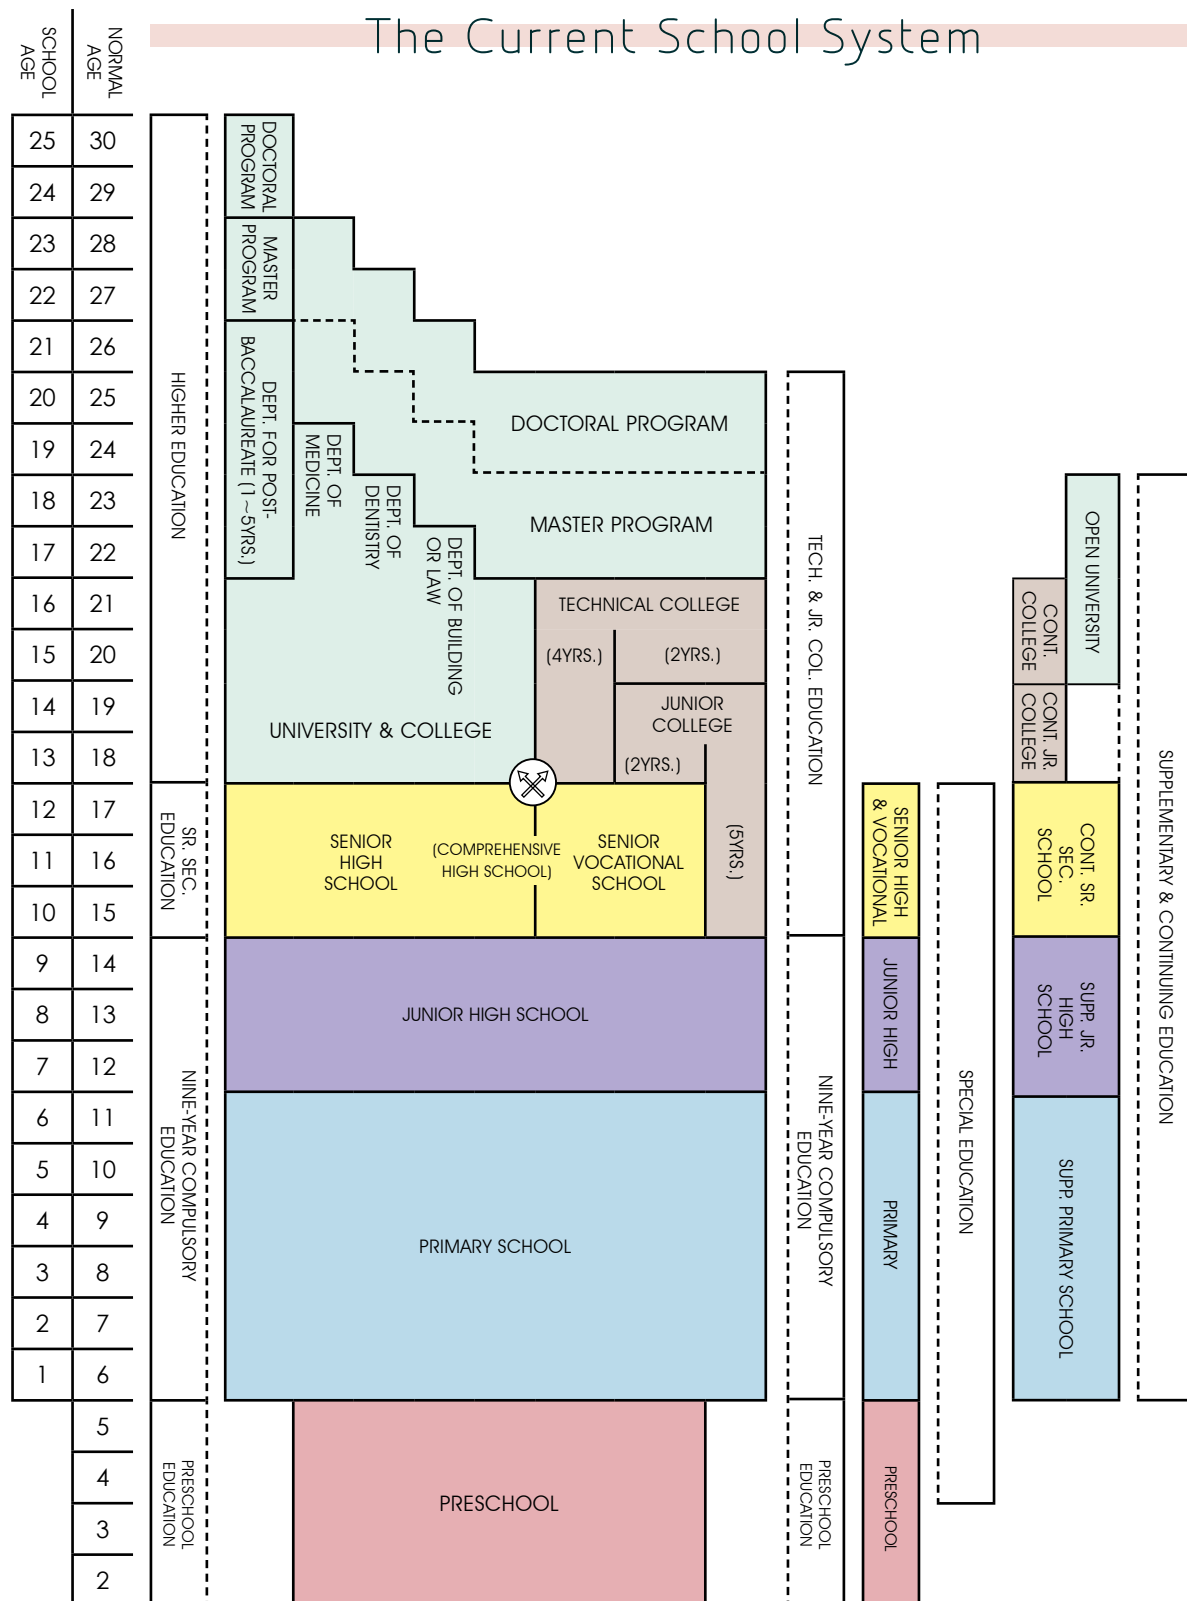 The Current School System
SCHOOL
AGE
NORMAL
AGE
25 30
24 29
23 28
22 27
21 26
20 25
19 24
18 23
17 22
16 21
15 20
14 19
13 18
12 17
11 16
10 15
9 14
8 13
7 12
6 11
5 10
4 9
3 8
2 7
1 6
5
4
3
2
HIGHER EDUCATION
SR. SEC.
EDUCATION
NINE-YEAR COMPULSORY
EDUCATION
PRESCHOOL
EDUCATION
DOCTORAL
PROGRAM
MASTER
PROGRAM
DEPT. FOR POST-
BACCALAUREATE (1~5YRS.)
DEPT. OF
MEDICINE
DEPT. OF
DENTISTRY
DEPT. OF BUILDING
OR LAW
DOCTORAL PROGRAM
MASTER PROGRAM
UNIVERSITY & COLLEGE
TECHNICAL COLLEGE
(4YRS.)
(2YRS.)
JUNIOR
COLLEGE
(2YRS.)
(5YRS.)
SENIOR
HIGH
SCHOOL
(COMPREHENSIVE
HIGH SCHOOL)
SENIOR
VOCATIONAL
SCHOOL
JUNIOR HIGH SCHOOL
PRIMARY SCHOOL
PRESCHOOL
TECH. & JR. COL. EDUCATION
NINE-YEAR COMPULSORY
EDUCATION
PRESCHOOL
EDUCATION
SENIOR HIGH
& VOCATIONAL
JUNIOR HIGH
PRIMARY
PRESCHOOL
SPECIAL EDUCATION
OPEN UNIVERSITY
CONT.
COLLEGE
CONT. JR.
COLLEGE
CONT. SR.
SEC.
SCHOOL
SUPP. JR.
HIGH
SCHOOL
SUPP. PRIMARY SCHOOL
SUPPLEMENTARY & CONTINUING EDUCATION